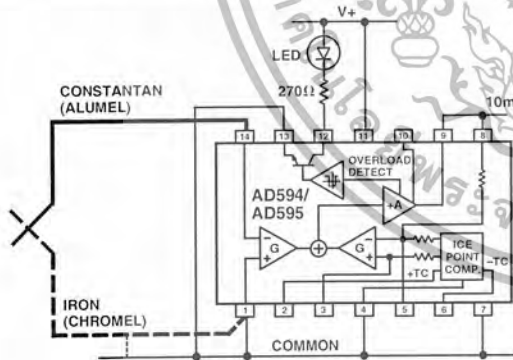 V+
LED
270Ω
10m
CONSTANTAN
(ALUMEL)
14 13 12 11 10 9 8
OVERLOAD
DETECT
AD594/
AD595
+A
G
G
ICE
POINT
COMP.
+TC
-TC
IRON
(CHROMEL)
1 2 3 4 5 6 7
COMMON